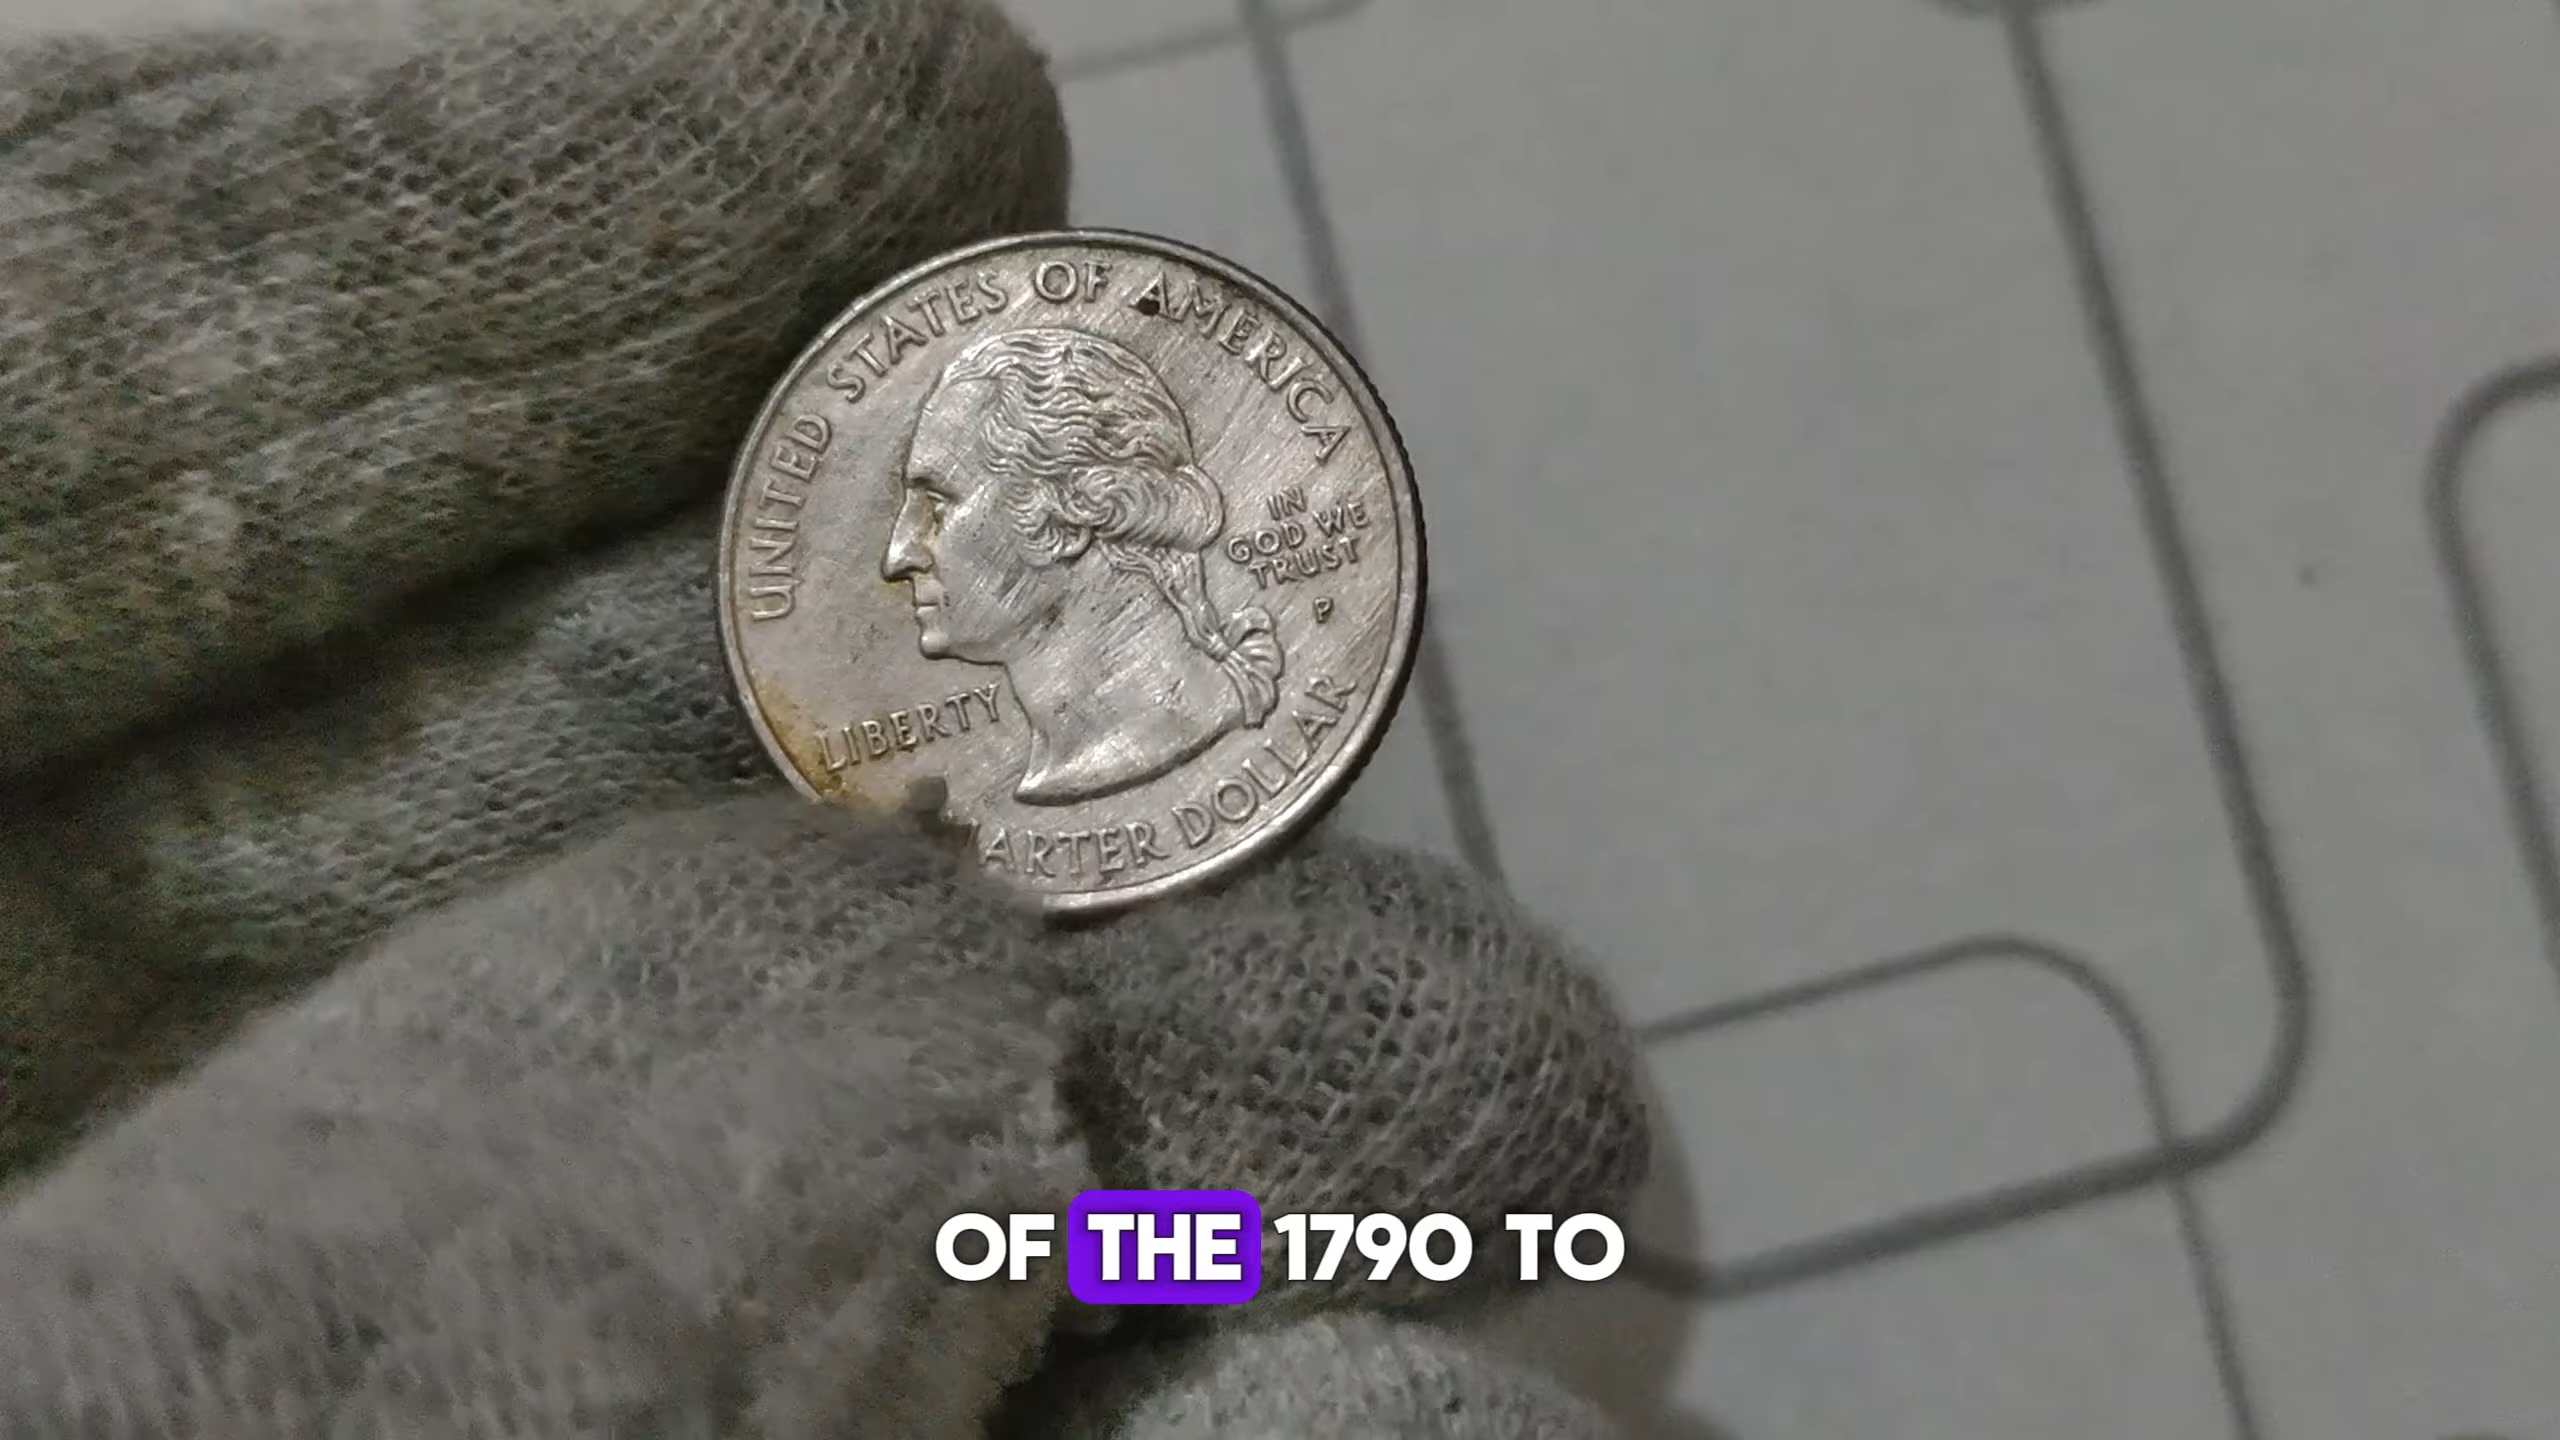 UNITED STATES OF AMERICA
IN
GOD WE
TRUST
P
LIBERTY
ARTER DOLLAR
OF THE 1790 TO